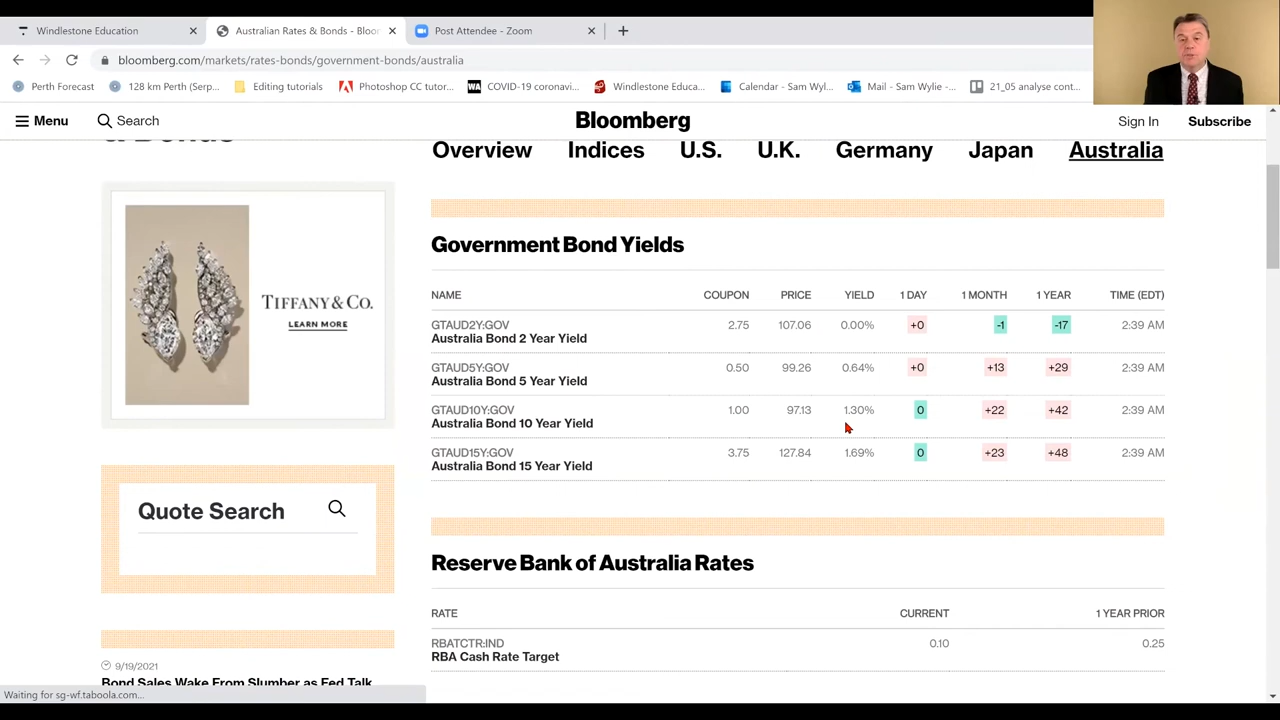 Windlestone Education
Australian Rates & Bonds - Bloor
Post Attendee - Zoom
bloomberg.com/markets/rates-bonds/government-bonds/australia
Perth Forecast
128 km Perth (Serp...
Editing tutorials
Photoshop CC tutor...
WA COVID-19 coronavi...
Windlestone Educa...
Calendar - Sam Wyl...
Mail - Sam Wylie -...
21_05 analyse cont...
Menu Search Bloomberg Sign In Subscribe
& Bonds
Overview Indices U.S. U.K. Germany Japan Australia
TIFFANY & CO.
LEARN MORE
Government Bond Yields
NAME COUPON PRICE YIELD 1 DAY 1 MONTH 1 YEAR TIME (EDT)
GTAUD2Y:GOV 2.75 107.06 0.00% +0 -1 -17 2:39 AM
Australia Bond 2 Year Yield
GTAUD5Y:GOV 0.50 99.26 0.64% +0 +13 +29 2:39 AM
Australia Bond 5 Year Yield
GTAUD10Y:GOV 1.00 97.13 1.30% 0 +22 +42 2:39 AM
Australia Bond 10 Year Yield
GTAUD15Y:GOV 3.75 127.84 1.69% 0 +23 +48 2:39 AM
Australia Bond 15 Year Yield
Quote Search
Reserve Bank of Australia Rates
RATE CURRENT 1 YEAR PRIOR
RBATCTR:IND 0.10 0.25
RBA Cash Rate Target
9/19/2021
Bond Sales Wake From Slumber as Fed Talk
Waiting for sg-wf.taboola.com...